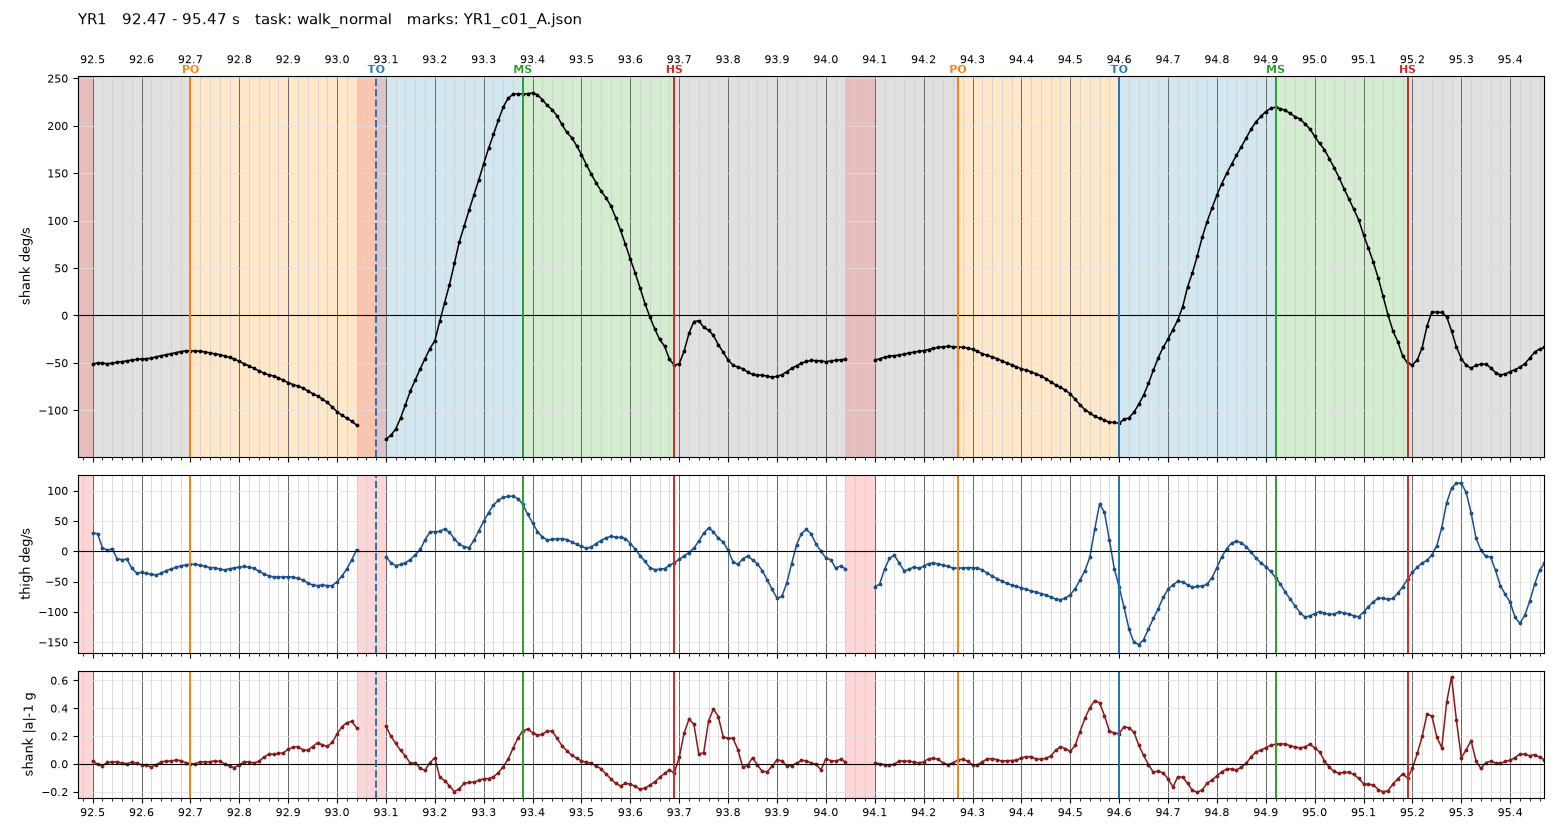 YR1   92.47 - 95.47 s   task: walk_normal   marks: YR1_c01_A.json
92.5 92.6 92.7 92.8 92.9 93.0 93.1 93.2 93.3 93.4 93.5 93.6 93.7 93.8 93.9 94.0 94.1 94.2 94.3 94.4 94.5 94.6 94.7 94.8 94.9 95.0 95.1 95.2 95.3 95.4
PO TO MS HS PO TO MS HS
250
200
150
100
50
0
−50
−100
shank deg/s
100
50
0
−50
−100
−150
thigh deg/s
0.6
0.4
0.2
0.0
−0.2
shank |a|-1 g
92.5 92.6 92.7 92.8 92.9 93.0 93.1 93.2 93.3 93.4 93.5 93.6 93.7 93.8 93.9 94.0 94.1 94.2 94.3 94.4 94.5 94.6 94.7 94.8 94.9 95.0 95.1 95.2 95.3 95.4